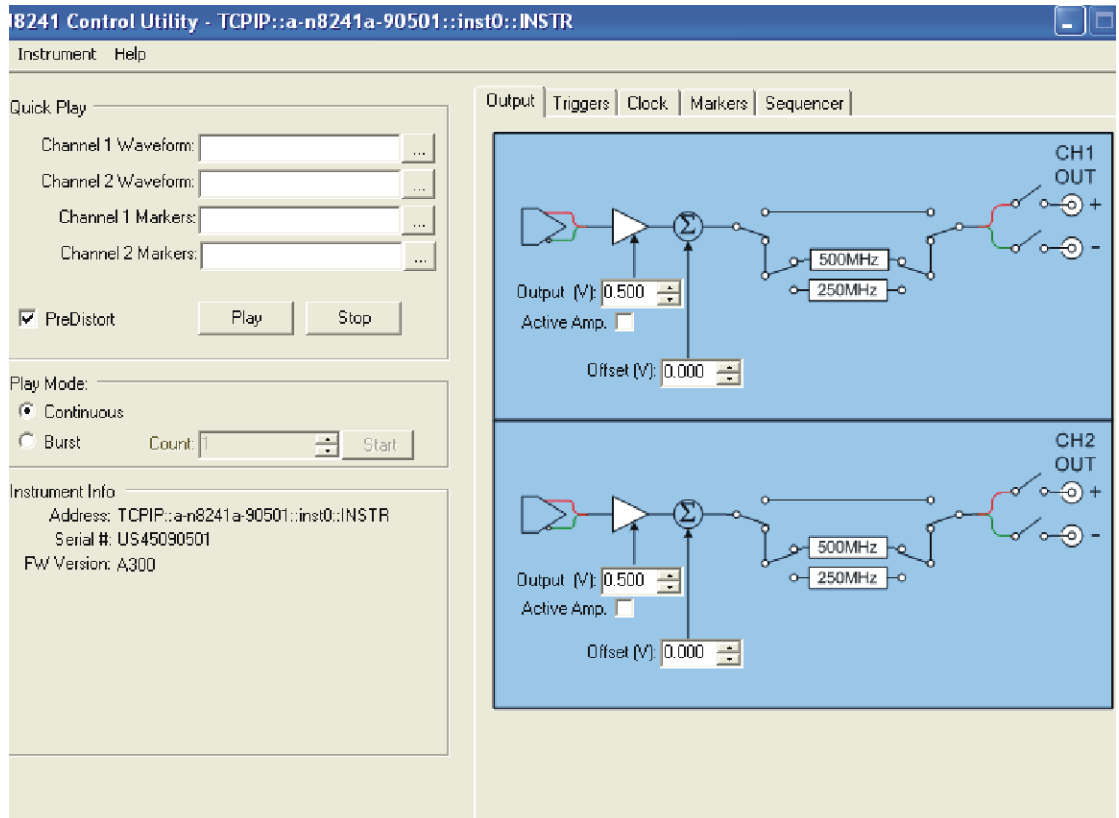 N8241 Control Utility - TCPIP::a-n8241a-90501::inst0::INSTR
Instrument Help
Quick Play
Channel 1 Waveform: ...
Channel 2 Waveform: ...
Channel 1 Markers: ...
Channel 2 Markers: ...
PreDistort Play Stop
Play Mode:
Continuous
Burst Count: 1 Start
Instrument Info
Address: TCPIP::a-n8241a-90501::inst0::INSTR
Serial #: US45090501
FW Version: A300
Output Triggers Clock Markers Sequencer
CH1
OUT
+
Σ
-
500MHz
250MHz
Output (V): 0.500
Active Amp.
Offset (V): 0.000
CH2
OUT
+
Σ
-
500MHz
250MHz
Output (V): 0.500
Active Amp.
Offset (V): 0.000